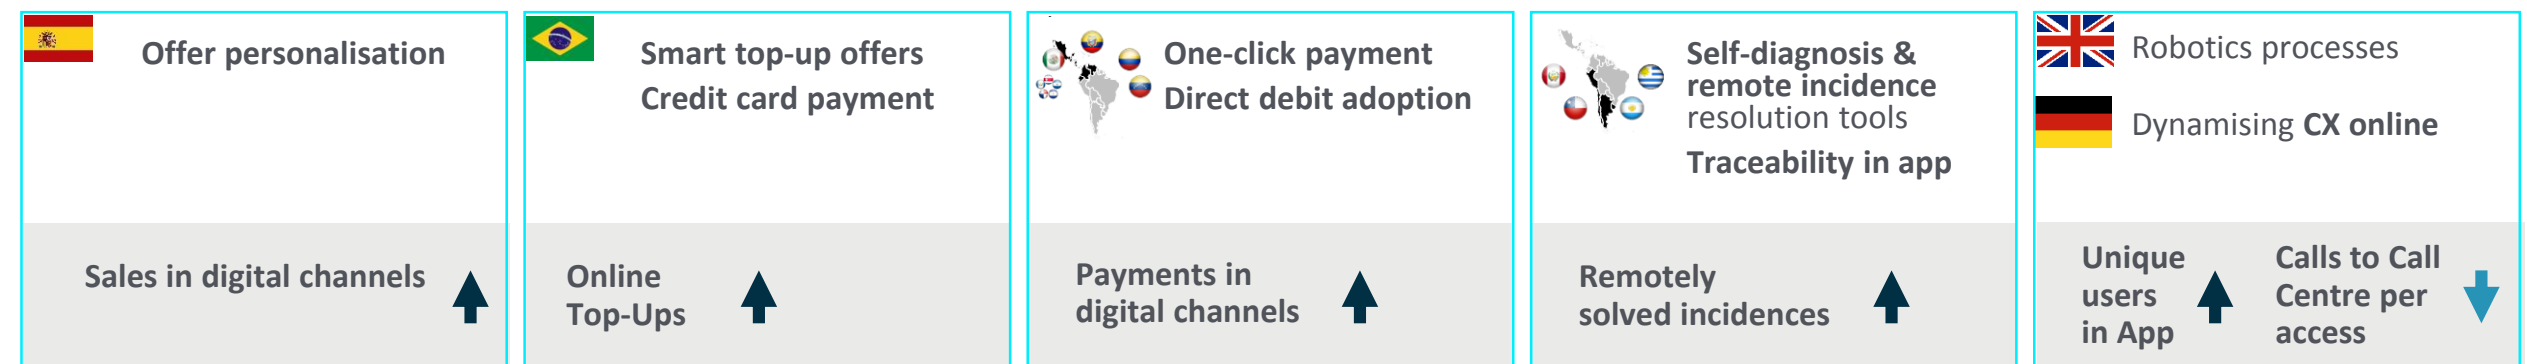 Offer personalisation
Sales in digital channels
Smart top-up offers
Credit card payment
Online
Top-Ups
One-click payment
Direct debit adoption
Payments in
digital channels
Self-diagnosis &
remote incidence
resolution tools
Traceability in app
Remotely
solved incidences
Robotics processes
Dynamising CX online
Unique
users
in App
Calls to Call
Centre per
access